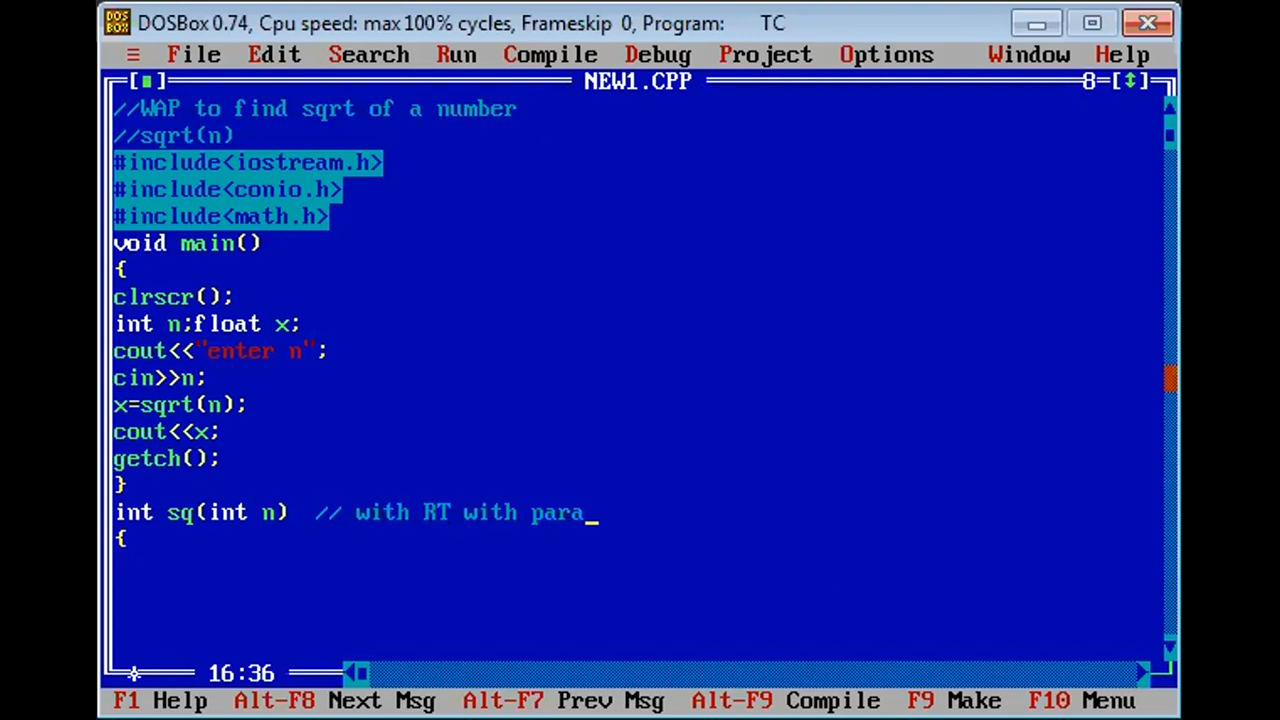 DOSBox 0.74, Cpu speed: max 100% cycles, Frameskip 0, Program: TC
≡ File Edit Search Run Compile Debug Project Options Window Help
[■] NEW1.CPP 8=[↕]
//WAP to find sqrt of a number
//sqrt(n)
#include<iostream.h>
#include<conio.h>
#include<math.h>
void main()
{
clrscr();
int n;float x;
cout<<"enter n";
cin>>n;
x=sqrt(n);
cout<<x;
getch();
}
int sq(int n)  // with RT with para_
{
16:36
F1 Help Alt-F8 Next Msg Alt-F7 Prev Msg Alt-F9 Compile F9 Make F10 Menu